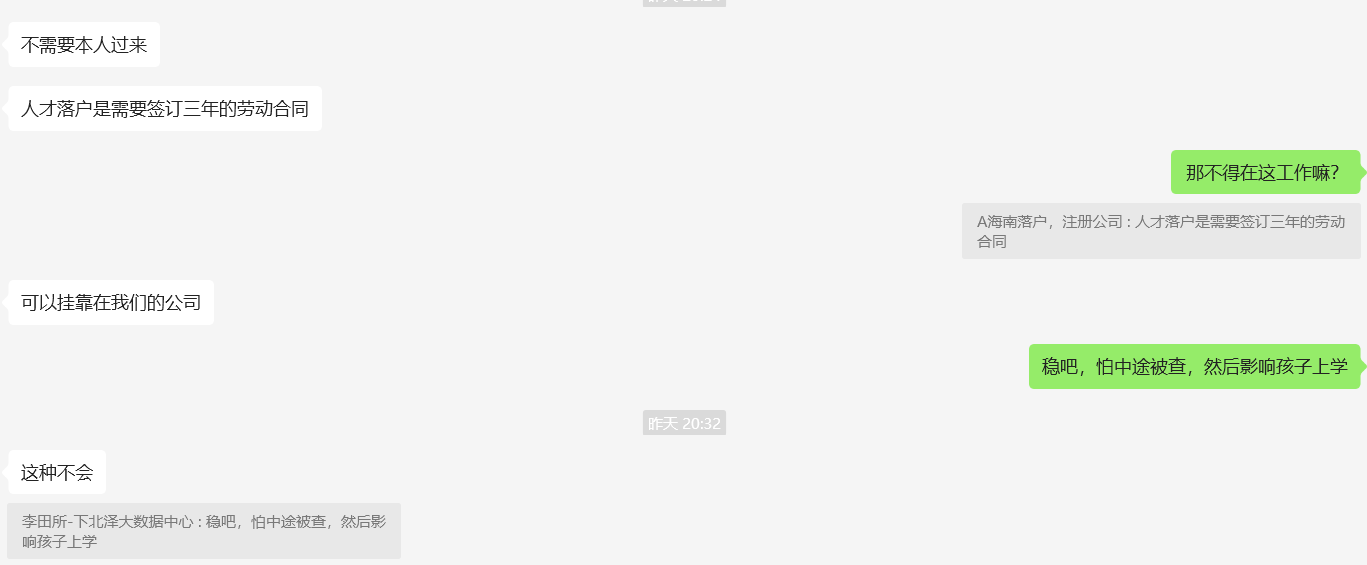 不需要本人过来
人才落户是需要签订三年的劳动合同
那不得在这工作嘛？
A海南落户，注册公司：人才落户是需要签订三年的劳动
合同
可以挂靠在我们的公司
稳吧，怕中途被查，然后影响孩子上学
昨天 20:32
这种不会
李田所-下北泽大数据中心：稳吧，怕中途被查，然后影
响孩子上学